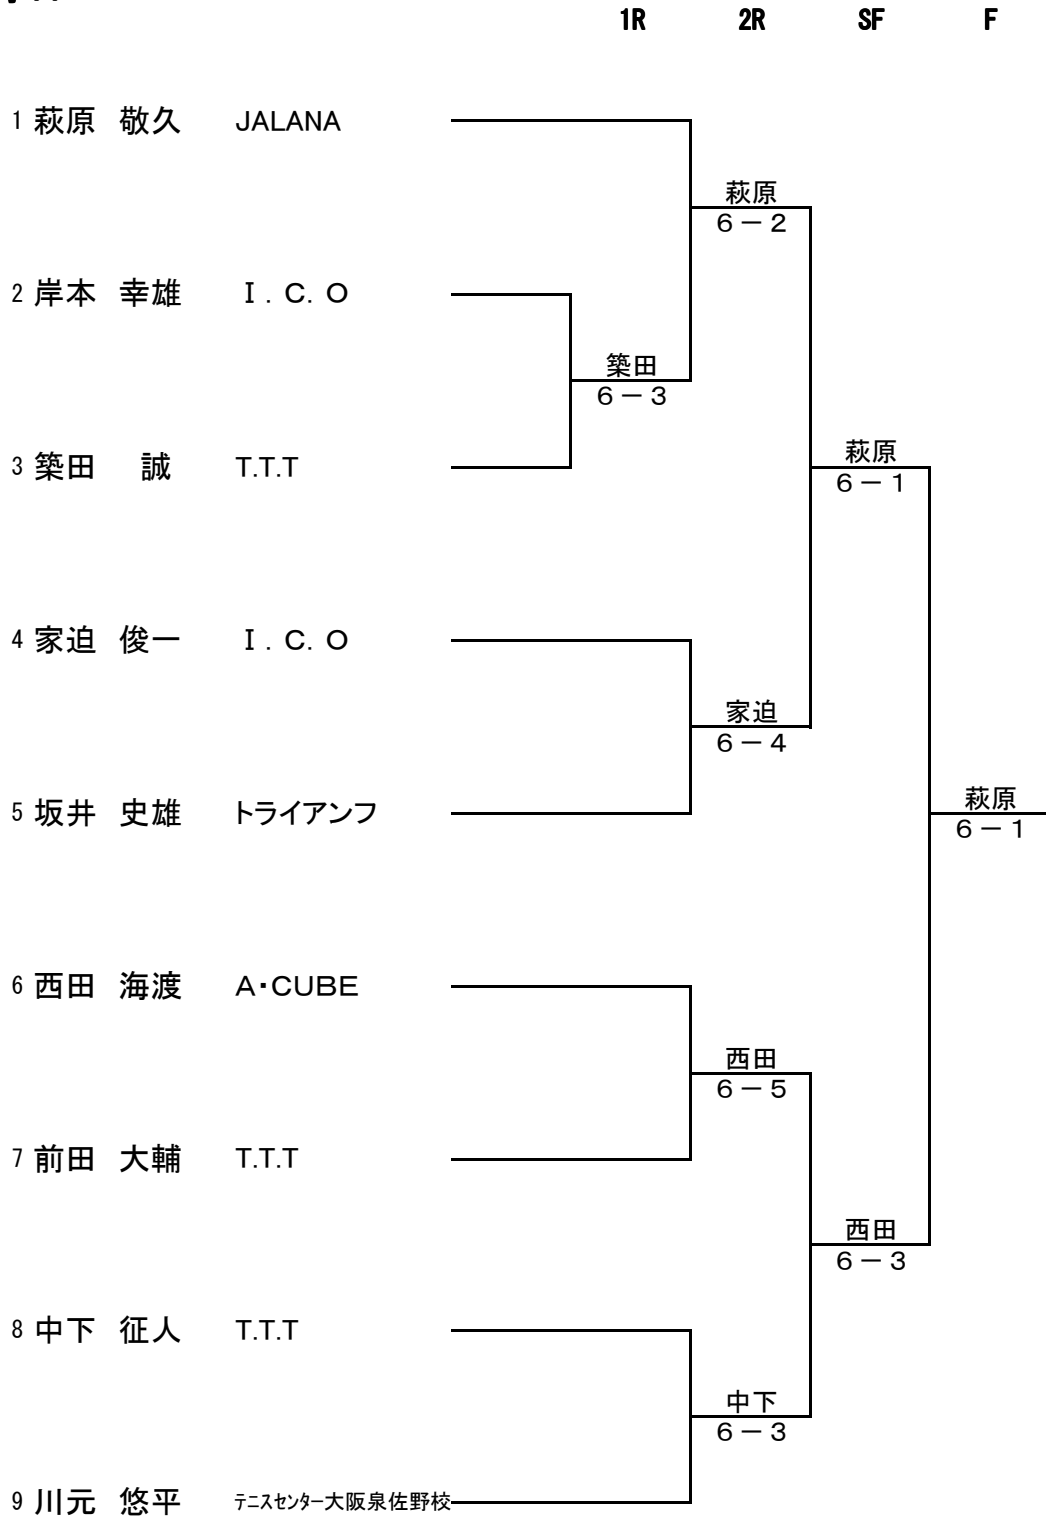 1R 2R SF F
1 萩原 敬久 JALANA
萩原
6-2
2 岸本 幸雄 I.C.O
築田
6-3
3 築田 誠 T.T.T
萩原
6-1
4 家迫 俊一 I.C.O
家迫
6-4
5 坂井 史雄 トライアンフ
萩原
6-1
6 西田 海渡 A・CUBE
西田
6-5
7 前田 大輔 T.T.T
西田
6-3
8 中下 征人 T.T.T
中下
6-3
9 川元 悠平 テニスセンター大阪泉佐野校